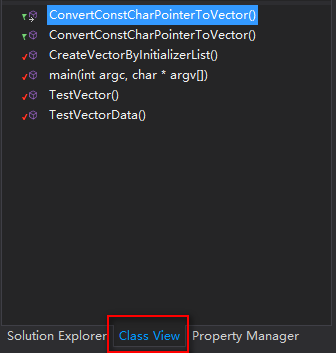 ConvertConstCharPointerToVector()
ConvertConstCharPointerToVector()
CreateVectorByInitializerList()
main(int argc, char * argv[])
TestVector()
TestVectorData()
Solution Explorer Class View Property Manager